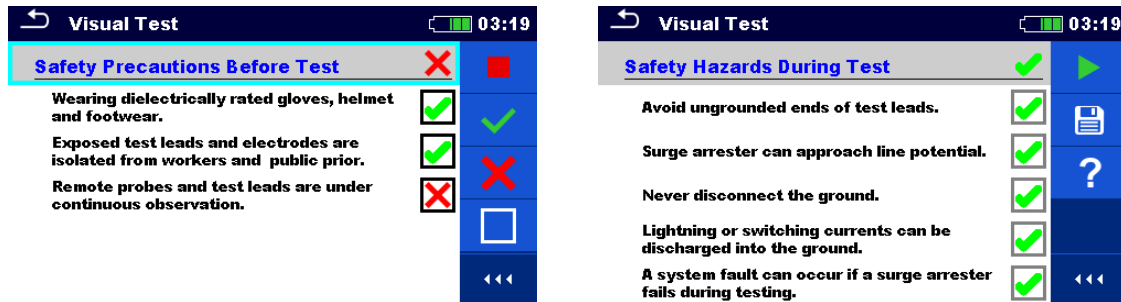 Visual Test 03:19
Safety Precautions Before Test
Wearing dielectrically rated gloves, helmet
and footwear.
Exposed test leads and electrodes are
isolated from workers and public prior.
Remote probes and test leads are under
continuous observation.
Visual Test 03:19
Safety Hazards During Test
Avoid ungrounded ends of test leads.
Surge arrester can approach line potential.
Never disconnect the ground.
Lightning or switching currents can be
discharged into the ground.
A system fault can occur if a surge arrester
fails during testing.
?